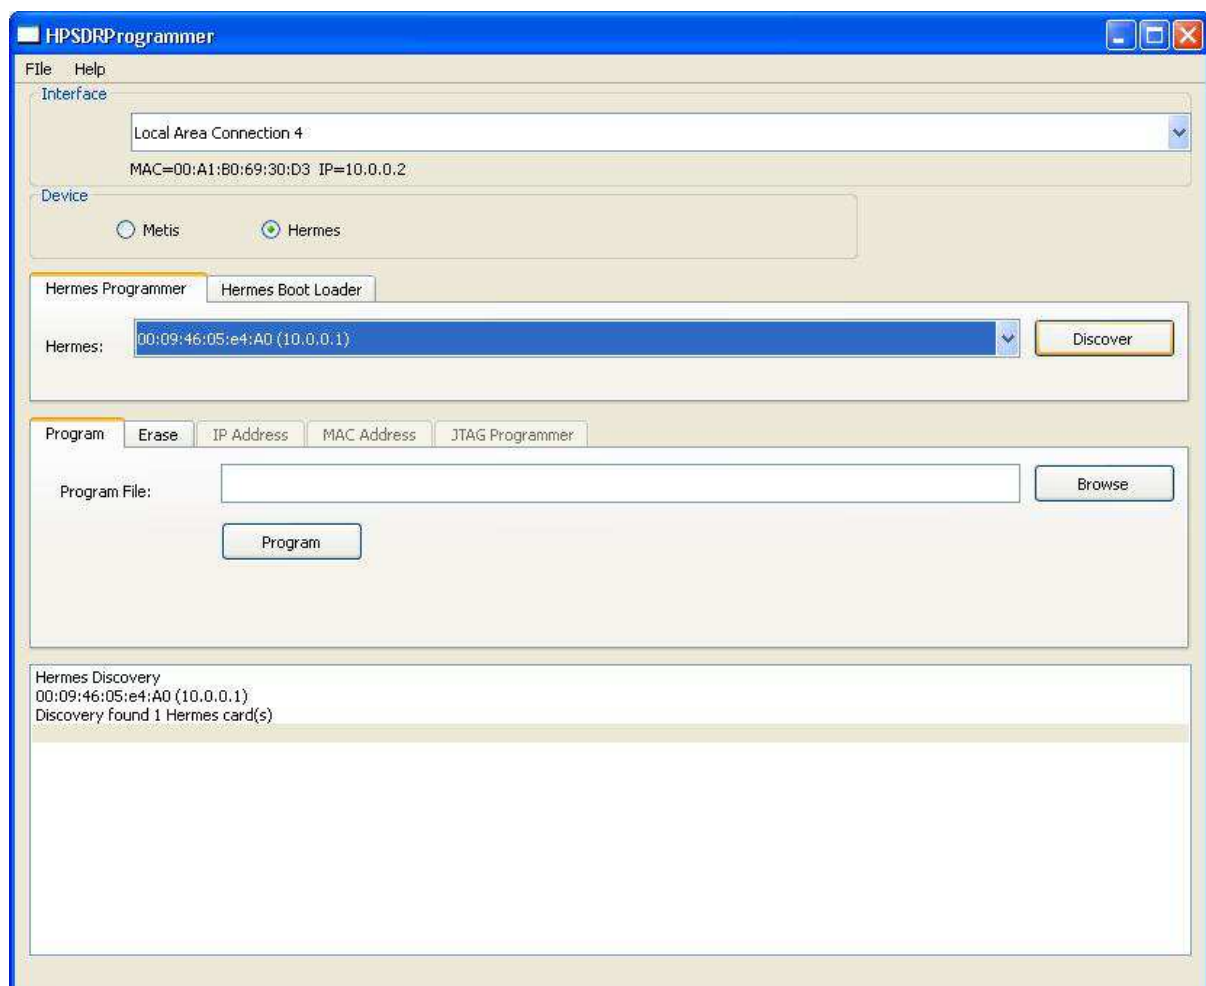 HPSDRProgrammer
FIle Help
Interface
Local Area Connection 4
MAC=00:A1:B0:69:30:D3 IP=10.0.0.2
Device
Metis Hermes
Hermes Programmer Hermes Boot Loader
Hermes: 00:09:46:05:e4:A0 (10.0.0.1) Discover
Program Erase IP Address MAC Address JTAG Programmer
Program File: Browse
Program
Hermes Discovery
00:09:46:05:e4:A0 (10.0.0.1)
Discovery found 1 Hermes card(s)